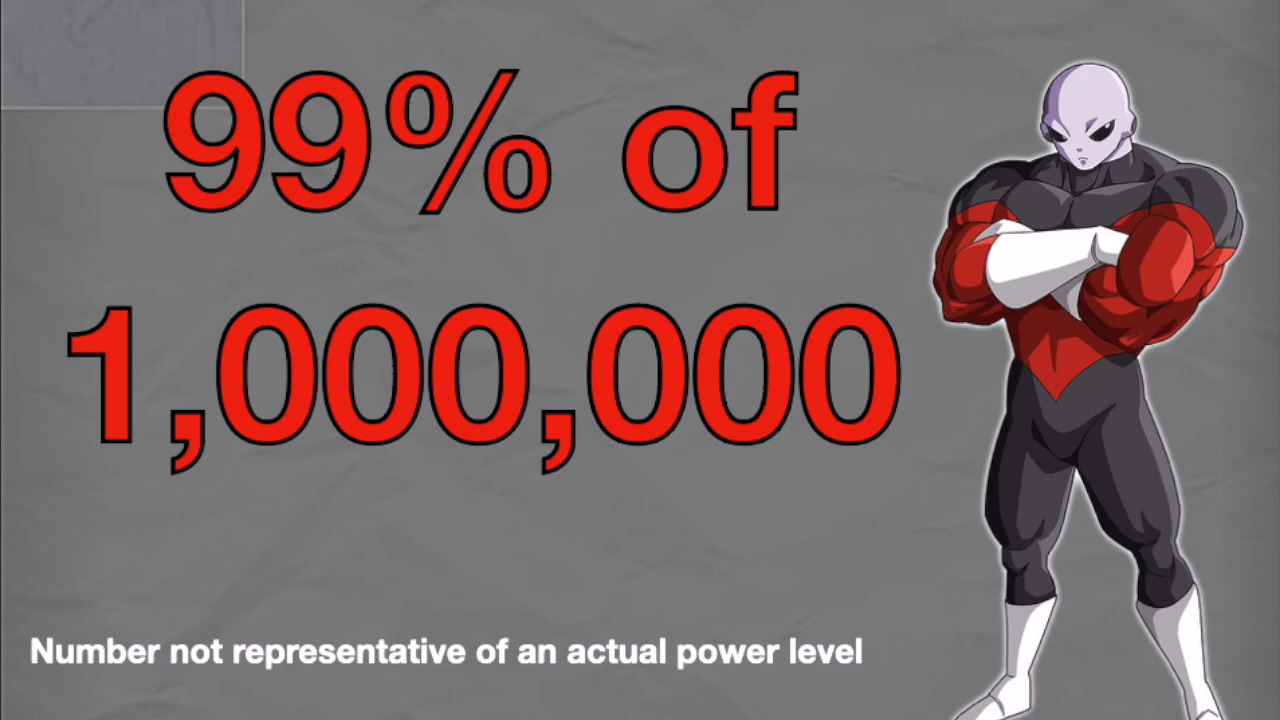 99% of
1,000,000
Number not representative of an actual power level